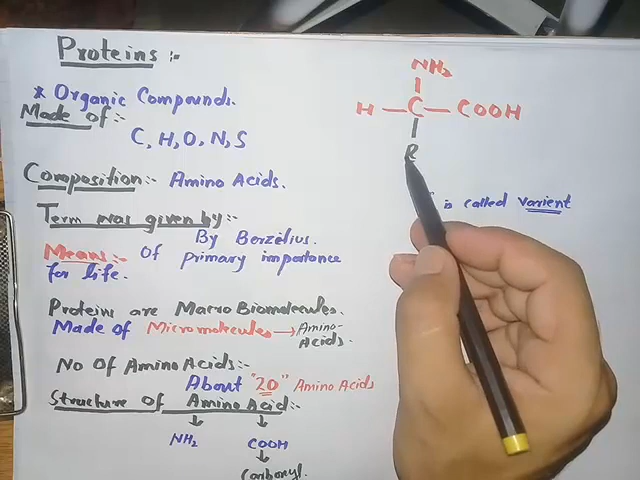 Proteins :-
* Organic Compound.
Made of:-
C, H, O, N, S
Composition:- Amino Acids.
Term was given by:-
By Berzelius.
Means:- Of primary importance
for life.
Proteins are Macro Biomolecules.
Made of Micromolecules → Amino-
Acids.
No Of Amino Acids:-
About "20" Amino Acids
Structure of Amino Acid:-
NH₂ COOH
Carboxyl.
NH₂
H — C — COOH
R
is called Varient